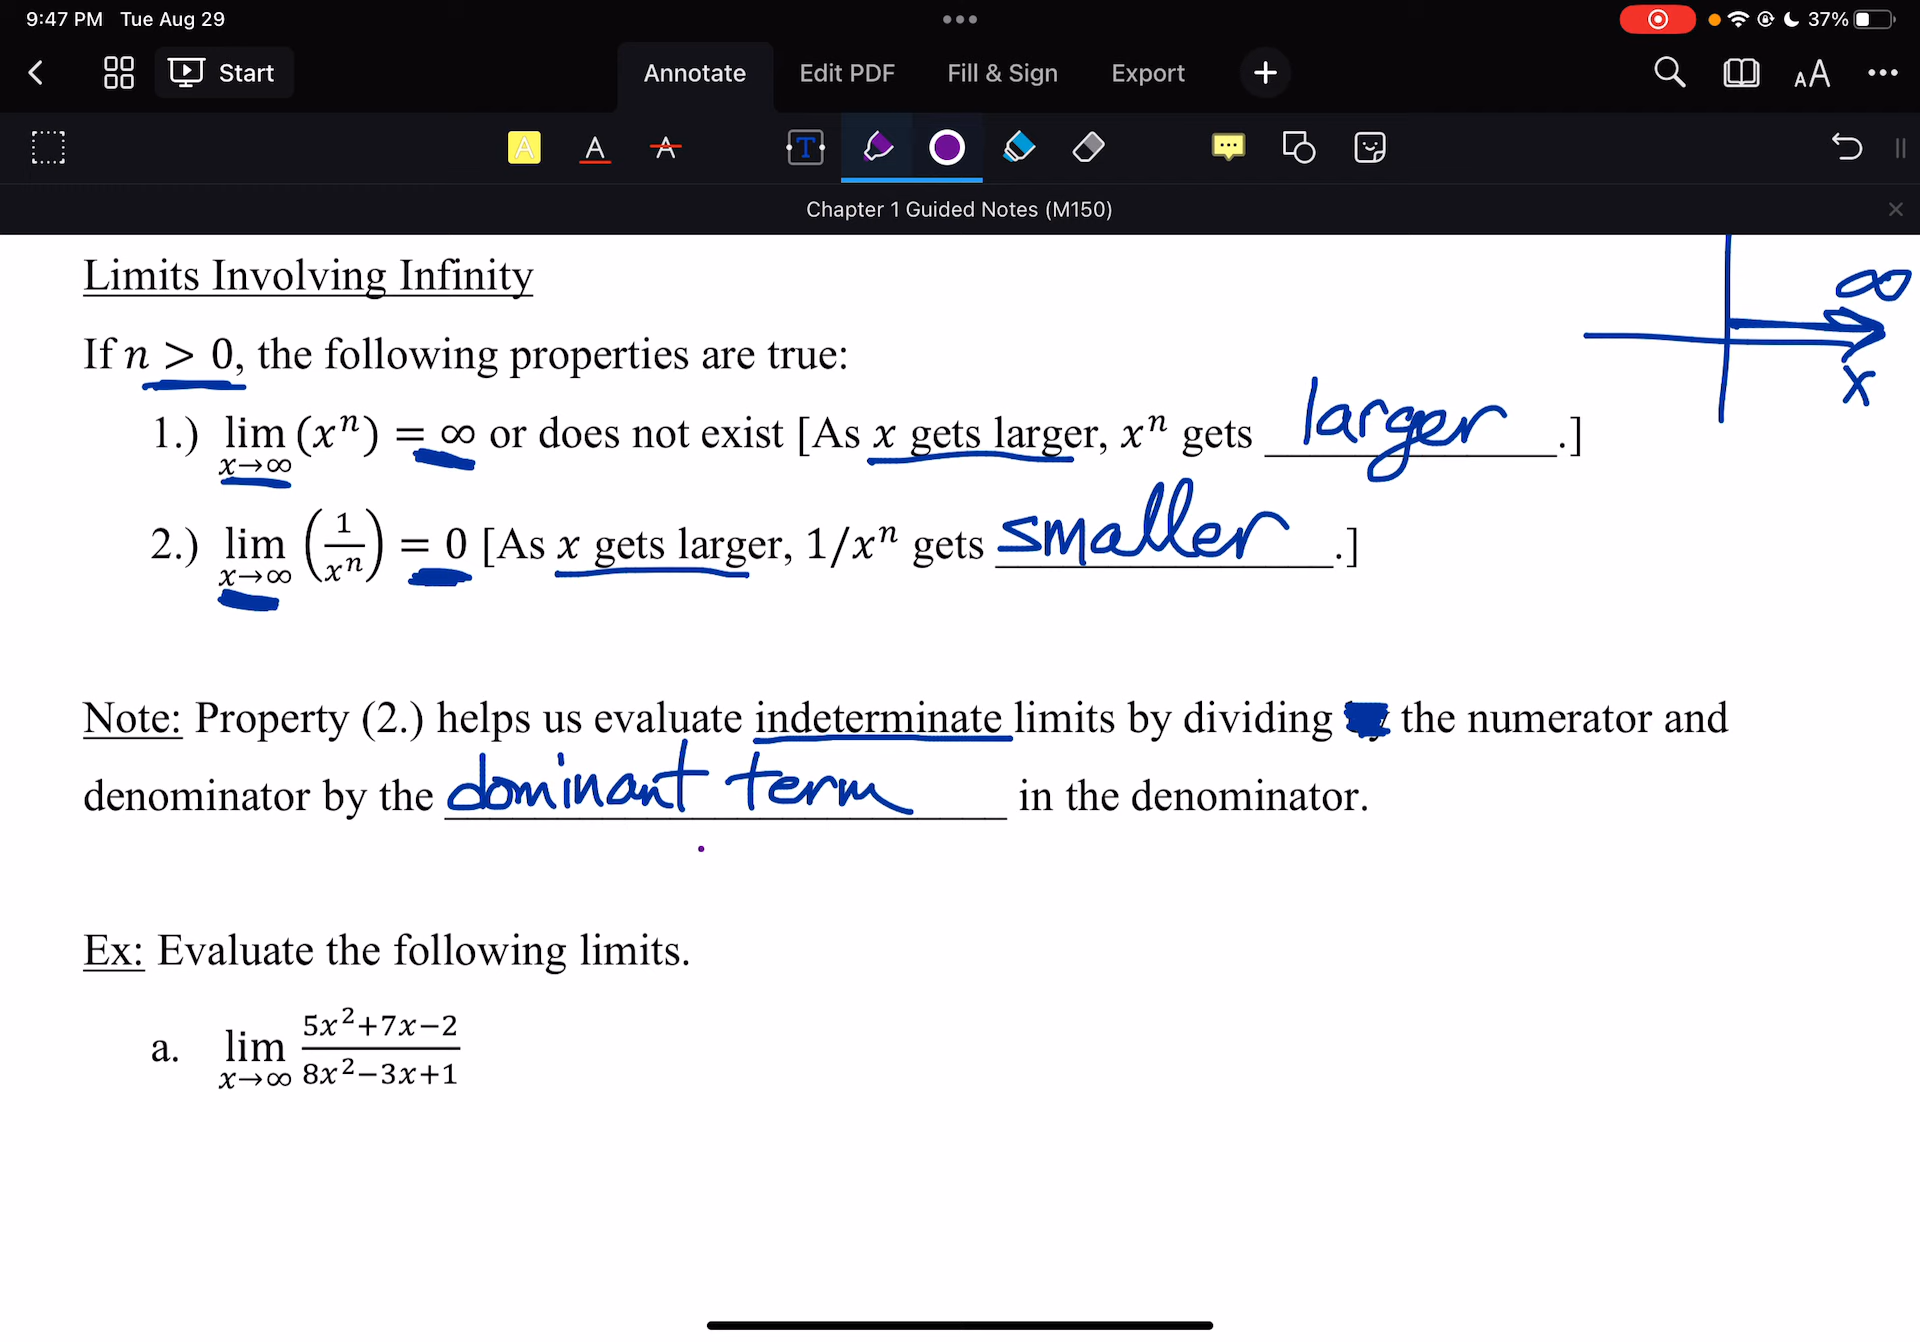 9:47 PM Tue Aug 29
37%
Start
Annotate
Edit PDF
Fill & Sign
Export
Chapter 1 Guided Notes (M150)
Limits Involving Infinity
∞
If n > 0, the following properties are true:
x
1.) lim x→∞ (xⁿ) = ∞ or does not exist [As x gets larger, xⁿ gets larger.]
2.) lim x→∞ (1/xⁿ) = 0 [As x gets larger, 1/xⁿ gets smaller.]
Note: Property (2.) helps us evaluate indeterminate limits by dividing the numerator and
denominator by the dominant term in the denominator.
Ex: Evaluate the following limits.
a. lim x→∞ (5x²+7x−2)/(8x²−3x+1)